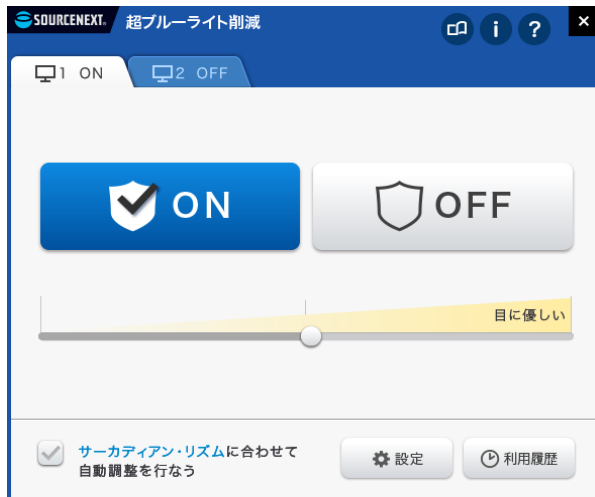 SOURCENEXT. 超ブルーライト削減
1 ON
2 OFF
ON
OFF
目に優しい
サーカディアン・リズムに合わせて
自動調整を行なう
設定
利用履歴